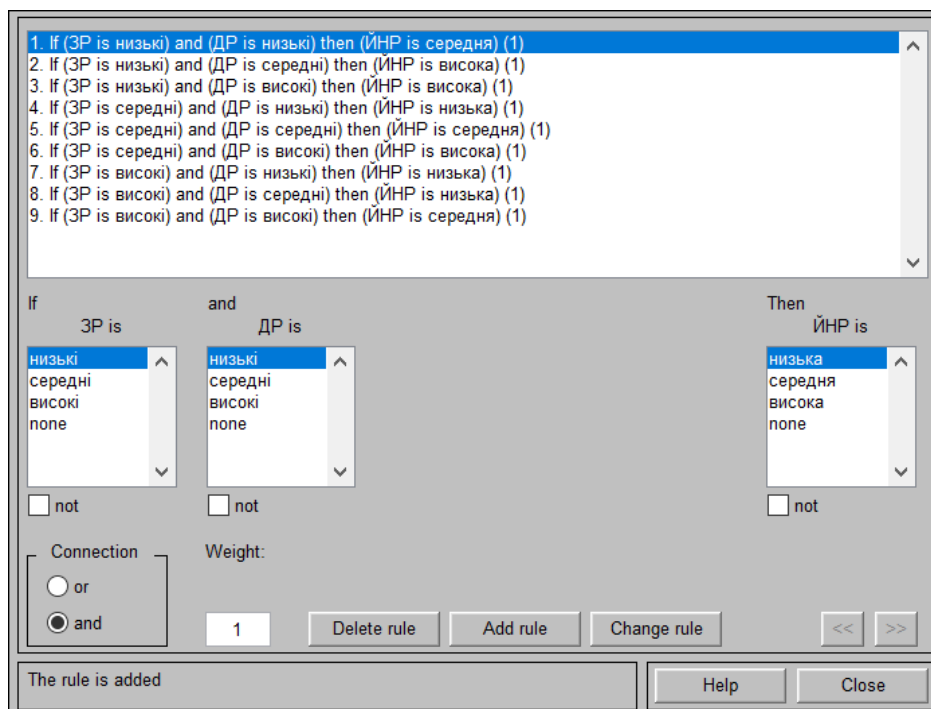 1. If (ЗР is низькі) and (ДР is низькі) then (ЙНР is середня) (1)
2. If (ЗР is низькі) and (ДР is середні) then (ЙНР is висока) (1)
3. If (ЗР is низькі) and (ДР is високі) then (ЙНР is висока) (1)
4. If (ЗР is середні) and (ДР is низькі) then (ЙНР is низька) (1)
5. If (ЗР is середні) and (ДР is середні) then (ЙНР is середня) (1)
6. If (ЗР is середні) and (ДР is високі) then (ЙНР is висока) (1)
7. If (ЗР is високі) and (ДР is низькі) then (ЙНР is низька) (1)
8. If (ЗР is високі) and (ДР is середні) then (ЙНР is низька) (1)
9. If (ЗР is високі) and (ДР is високі) then (ЙНР is середня) (1)
If and Then
ЗР is ДР is ЙНР is
низькі низькі низька
середні середні середня
високі високі висока
none none none
not not not
Connection Weight:
or
and 1 Delete rule Add rule Change rule << >>
The rule is added Help Close